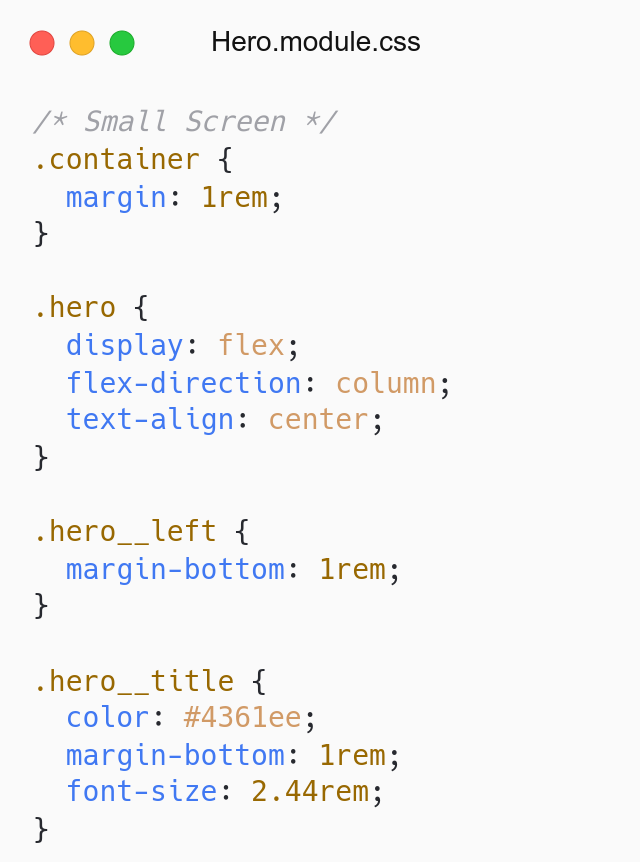 Hero.module.css
/* Small Screen */
.container {
  margin: 1rem;
}

.hero {
  display: flex;
  flex-direction: column;
  text-align: center;
}

.hero__left {
  margin-bottom: 1rem;
}

.hero__title {
  color: #4361ee;
  margin-bottom: 1rem;
  font-size: 2.44rem;
}